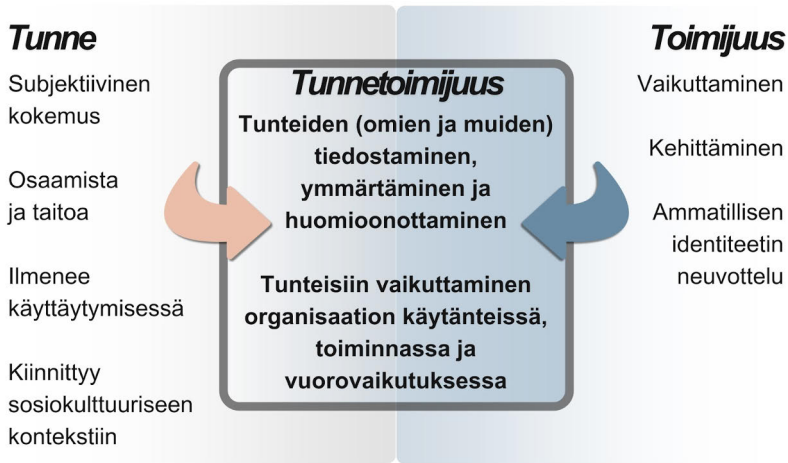 Tunne
Subjektiivinen
kokemus
Osaamista
ja taitoa
Ilmenee
käyttäytymisessä
Kiinnittyy
sosiokulttuuriseen
kontekstiin
Tunnetoimijuus
Tunteiden (omien ja muiden)
tiedostaminen,
ymmärtäminen ja
huomioonottaminen
Tunteisiin vaikuttaminen
organisaation käytänteissä,
toiminnassa ja
vuorovaikutuksessa
Toimijuus
Vaikuttaminen
Kehittäminen
Ammatillisen
identiteetin
neuvottelu